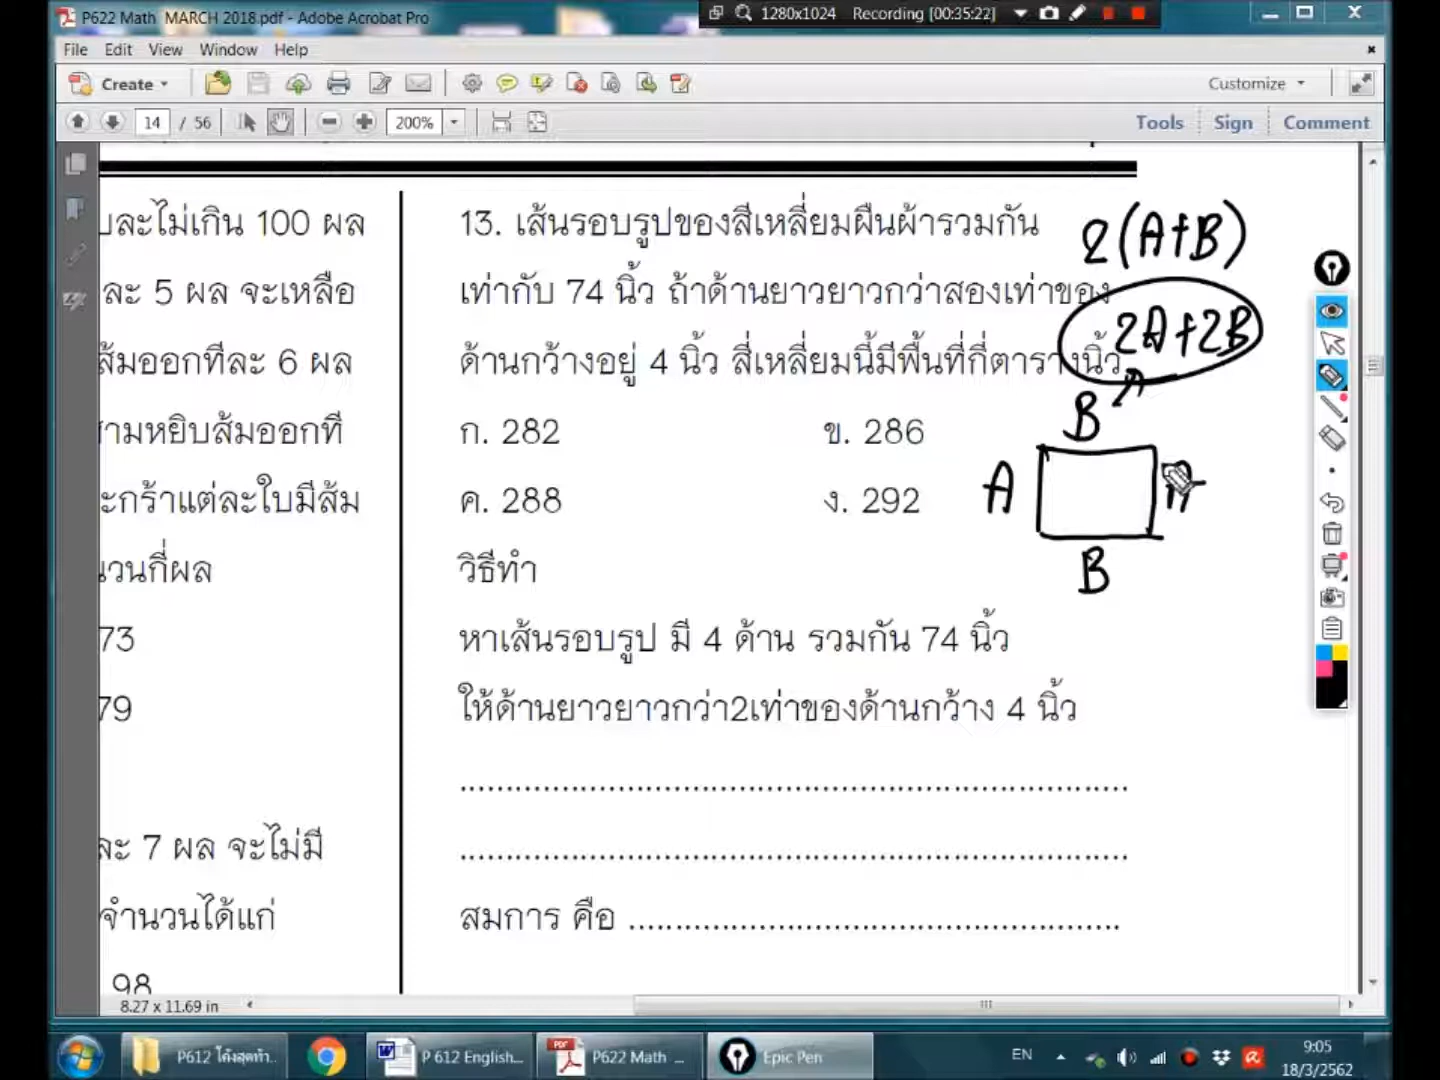 P622 Math MARCH 2018.pdf - Adobe Acrobat Pro
1280x1024 Recording [00:35:22]
File Edit View Window Help
Create Customize
14 / 56 200% Tools Sign Comment
บละไม่เกิน 100 ผล
ละ 5 ผล จะเหลือ
ส้มออกทีละ 6 ผล
ามหยิบส้มออกที
ะกร้าแต่ละใบมีส้ม
นวนกี่ผล
73
79
ละ 7 ผล จะไม่มี
จำนวนได้แก่
98
13. เส้นรอบรูปของสี่เหลี่ยมผืนผ้ารวมกัน
เท่ากับ 74 นิ้ว ถ้าด้านยาวยาวกว่าสองเท่าของ
ด้านกว้างอยู่ 4 นิ้ว สี่เหลี่ยมนี้มีพื้นที่กี่ตารางนิ้ว
ก. 282 ข. 286
ค. 288 ง. 292
วิธีทำ
หาเส้นรอบรูป มี 4 ด้าน รวมกัน 74 นิ้ว
ให้ด้านยาวยาวกว่า2เท่าของด้านกว้าง 4 นิ้ว
สมการ คือ
2(A+B)
2A+2B
B
A A
B
8.27 x 11.69 in
P612 โค้งสุดท้า.. P 612 English... P622 Math ... Epic Pen EN 9:05
18/3/2562